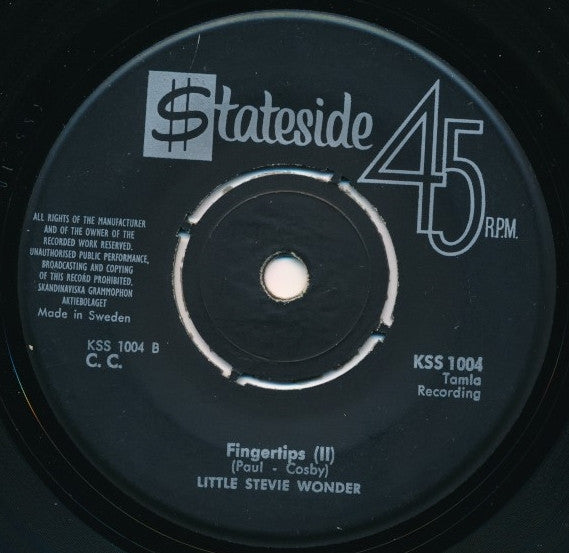 $tateside
45 R.P.M.
ALL RIGHTS OF THE MANUFACTURER
AND OF THE OWNER OF THE
RECORDED WORK RESERVED.
UNAUTHORISED PUBLIC PERFORMANCE,
BROADCASTING AND COPYING
OF THIS RECORD PROHIBITED.
SKANDINAVISKA GRAMMOPHON
AKTIEBOLAGET
Made in Sweden
KSS 1004 B
C. C.
KSS 1004
Tamla
Recording
Fingertips (II)
(Paul - Cosby)
LITTLE STEVIE WONDER